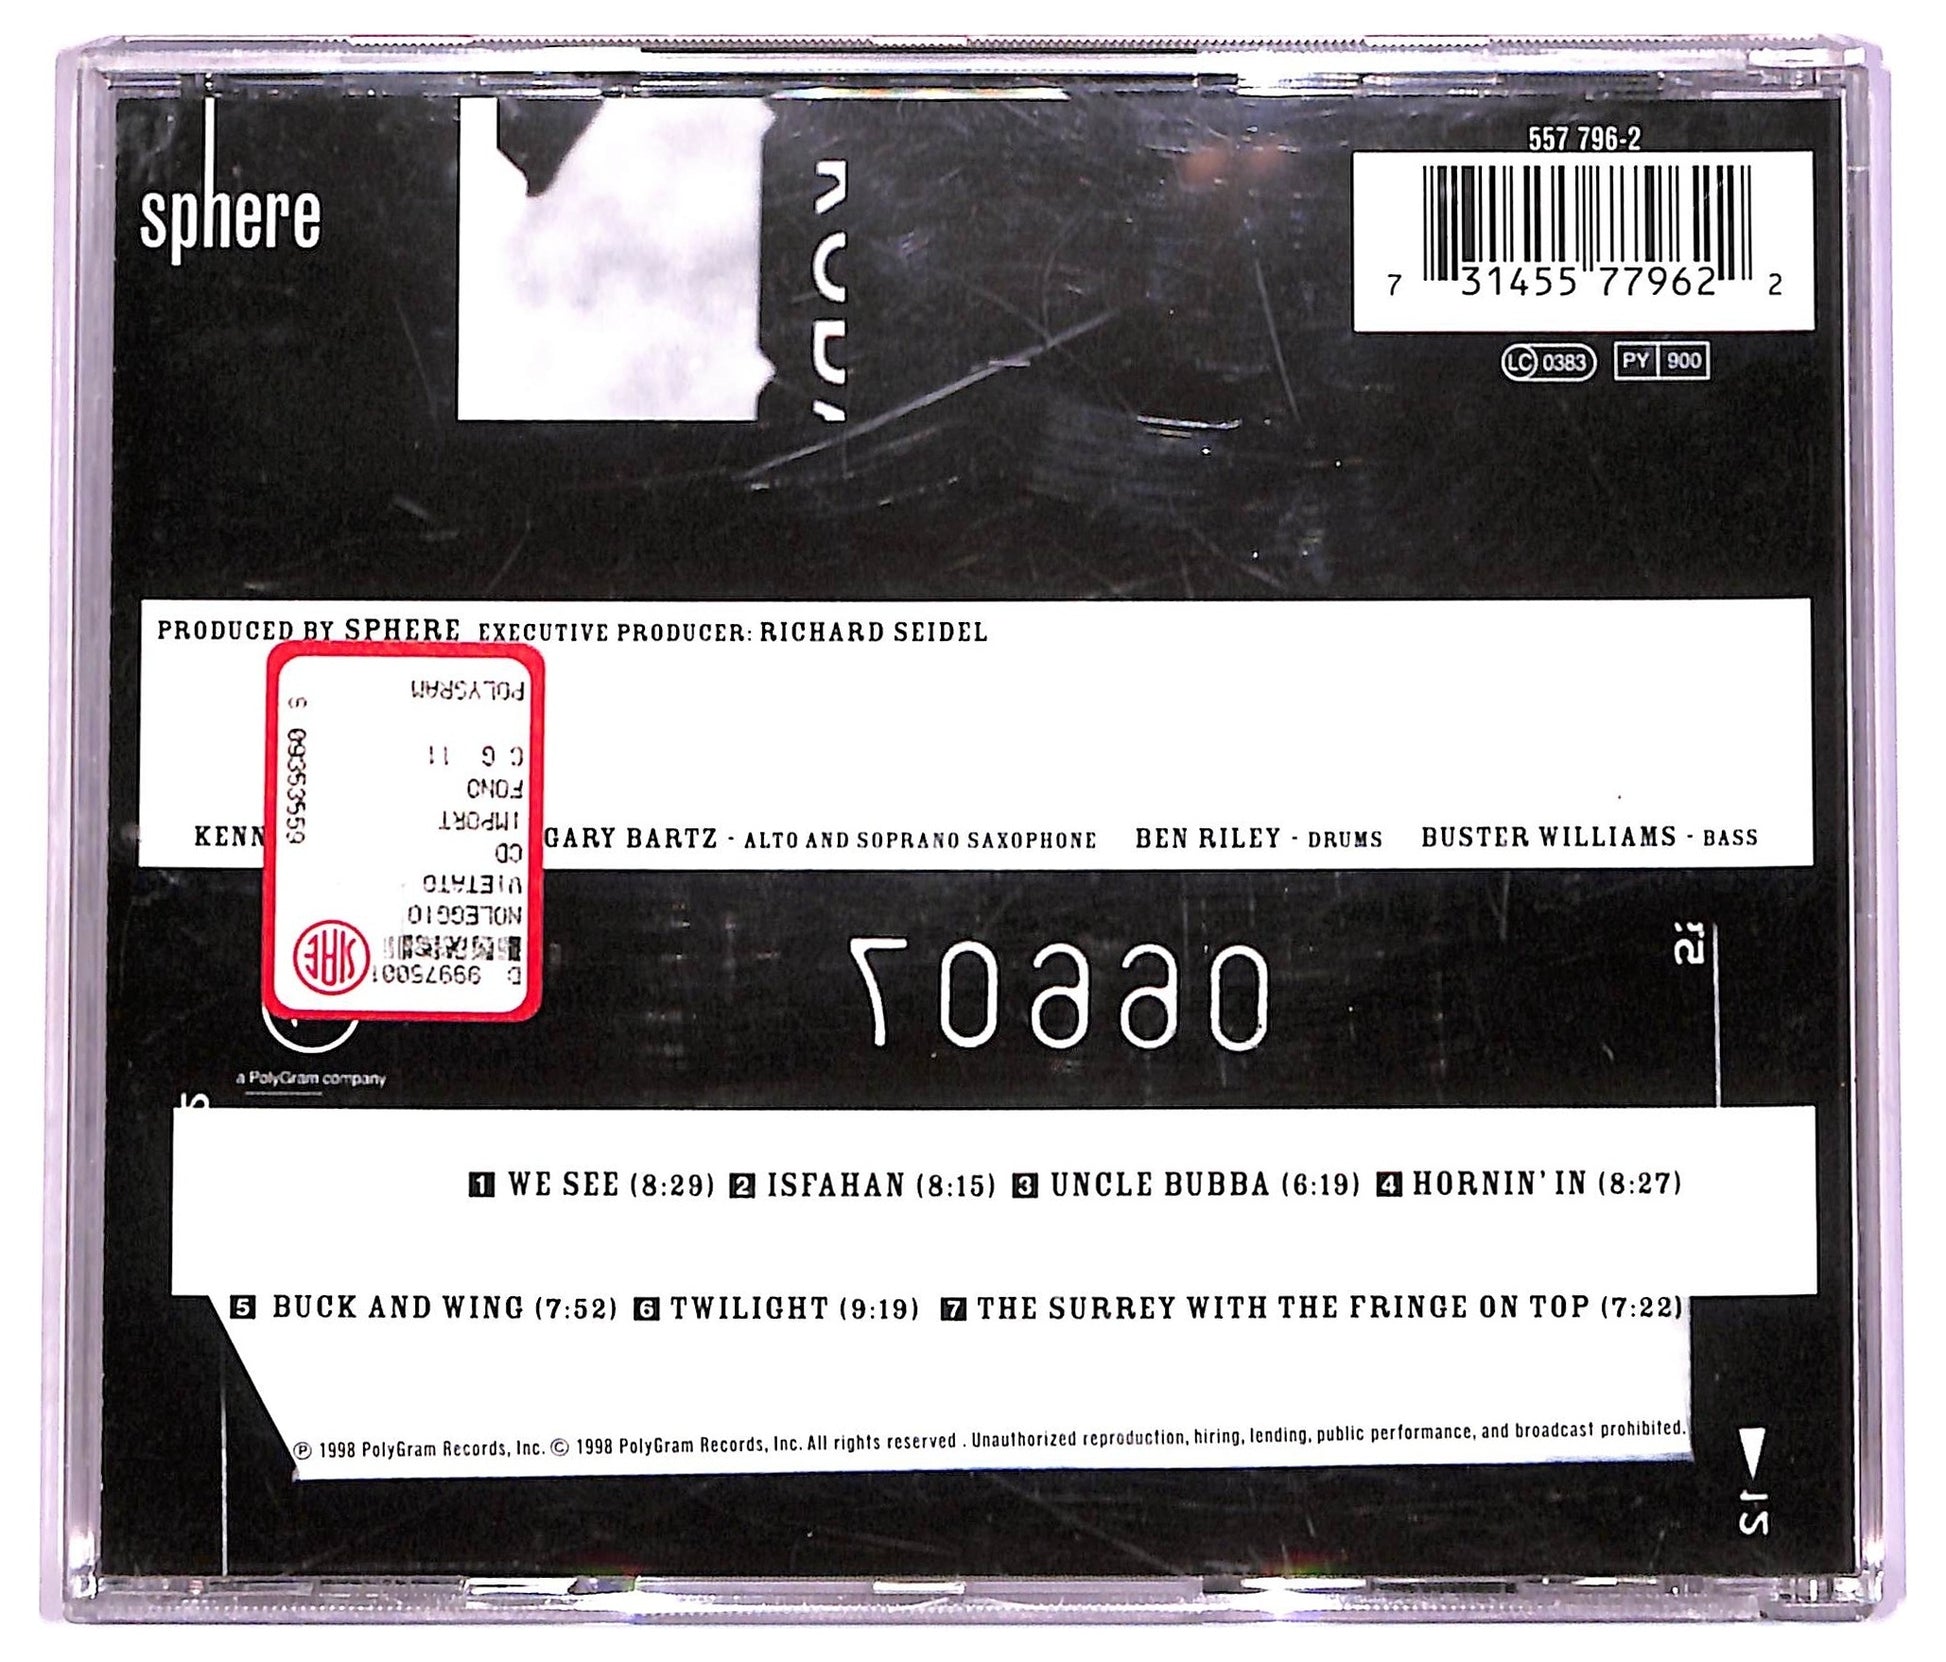 557 796-2
sphere
KODA
7 31455 77962 2
LC 0383 PY 900
PRODUCED BY SPHERE EXECUTIVE PRODUCER: RICHARD SEIDEL
POLYGRAM
C G 11
FONO
IMPORT
CD
VIETATO
NOLEGGIO
SIAE
S 09353559
KENN
GARY BARTZ - ALTO AND SOPRANO SAXOPHONE BEN RILEY - DRUMS BUSTER WILLIAMS - BASS
a PolyGram company
1 WE SEE (8:29) 2 ISFAHAN (8:15) 3 UNCLE BUBBA (6:19) 4 HORNIN' IN (8:27)
5 BUCK AND WING (7:52) 6 TWILIGHT (9:19) 7 THE SURREY WITH THE FRINGE ON TOP (7:22)
℗ 1998 PolyGram Records, Inc. © 1998 PolyGram Records, Inc. All rights reserved . Unauthorized reproduction, hiring, lending, public performance, and broadcast prohibited.